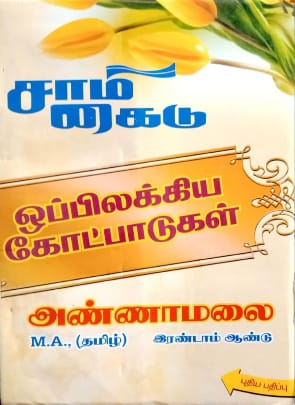 சாமி
கைடு
ஒப்பிலக்கிய
கோட்பாடுகள்
அண்ணாமலை
M.A., (தமிழ்) இரண்டாம் ஆண்டு
புதிய பதிப்பு